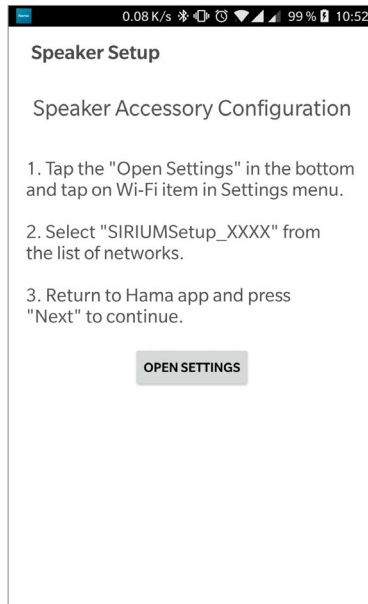 hama
0.08 K/s 99 % 10:52
Speaker Setup
Speaker Accessory Configuration
1. Tap the "Open Settings" in the bottom
and tap on Wi-Fi item in Settings menu.
2. Select "SIRIUMSetup_XXXX" from
the list of networks.
3. Return to Hama app and press
"Next" to continue.
OPEN SETTINGS